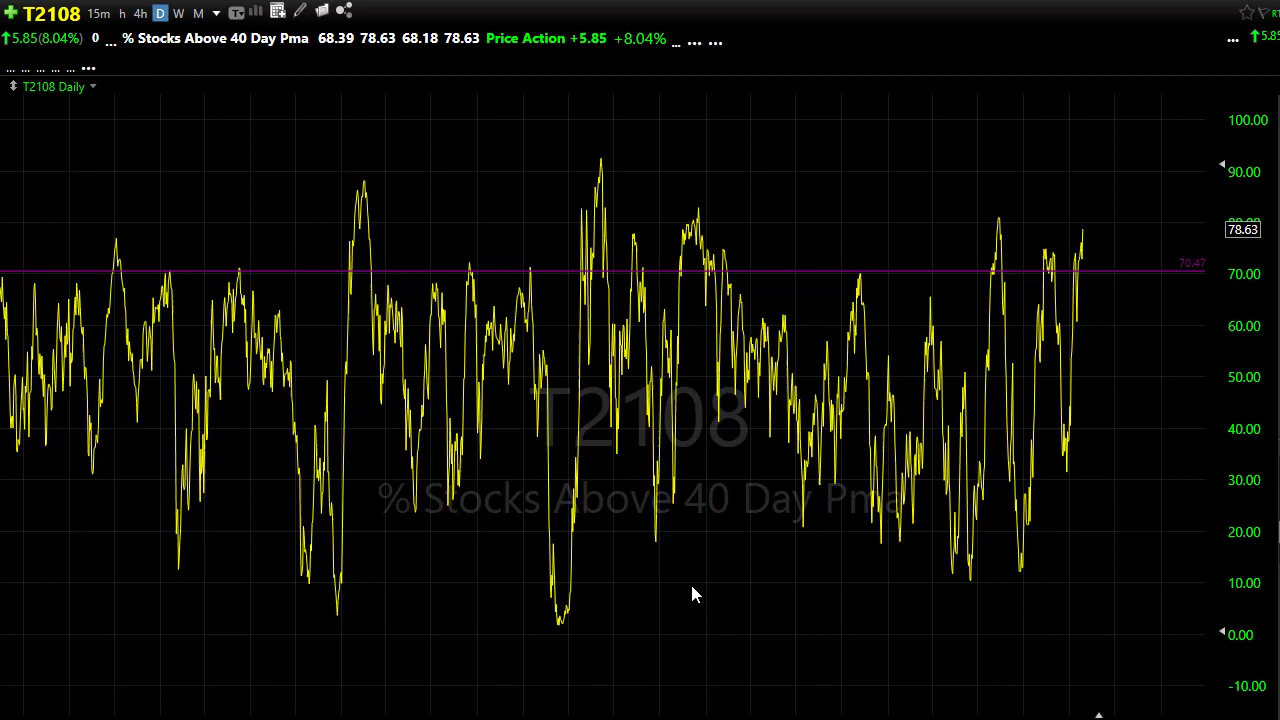 T2108 15m h 4h D W M T
5.85(8.04%) 0 ... % Stocks Above 40 Day Pma 68.39 78.63 68.18 78.63 Price Action +5.85 +8.04% ... ... ... ... 5.85
... ... ... ... ... ...
T2108 Daily
100.00
90.00
78.63
70.47
70.00
60.00
50.00
T2108
40.00
30.00
% Stocks Above 40 Day Pma
20.00
10.00
0.00
-10.00